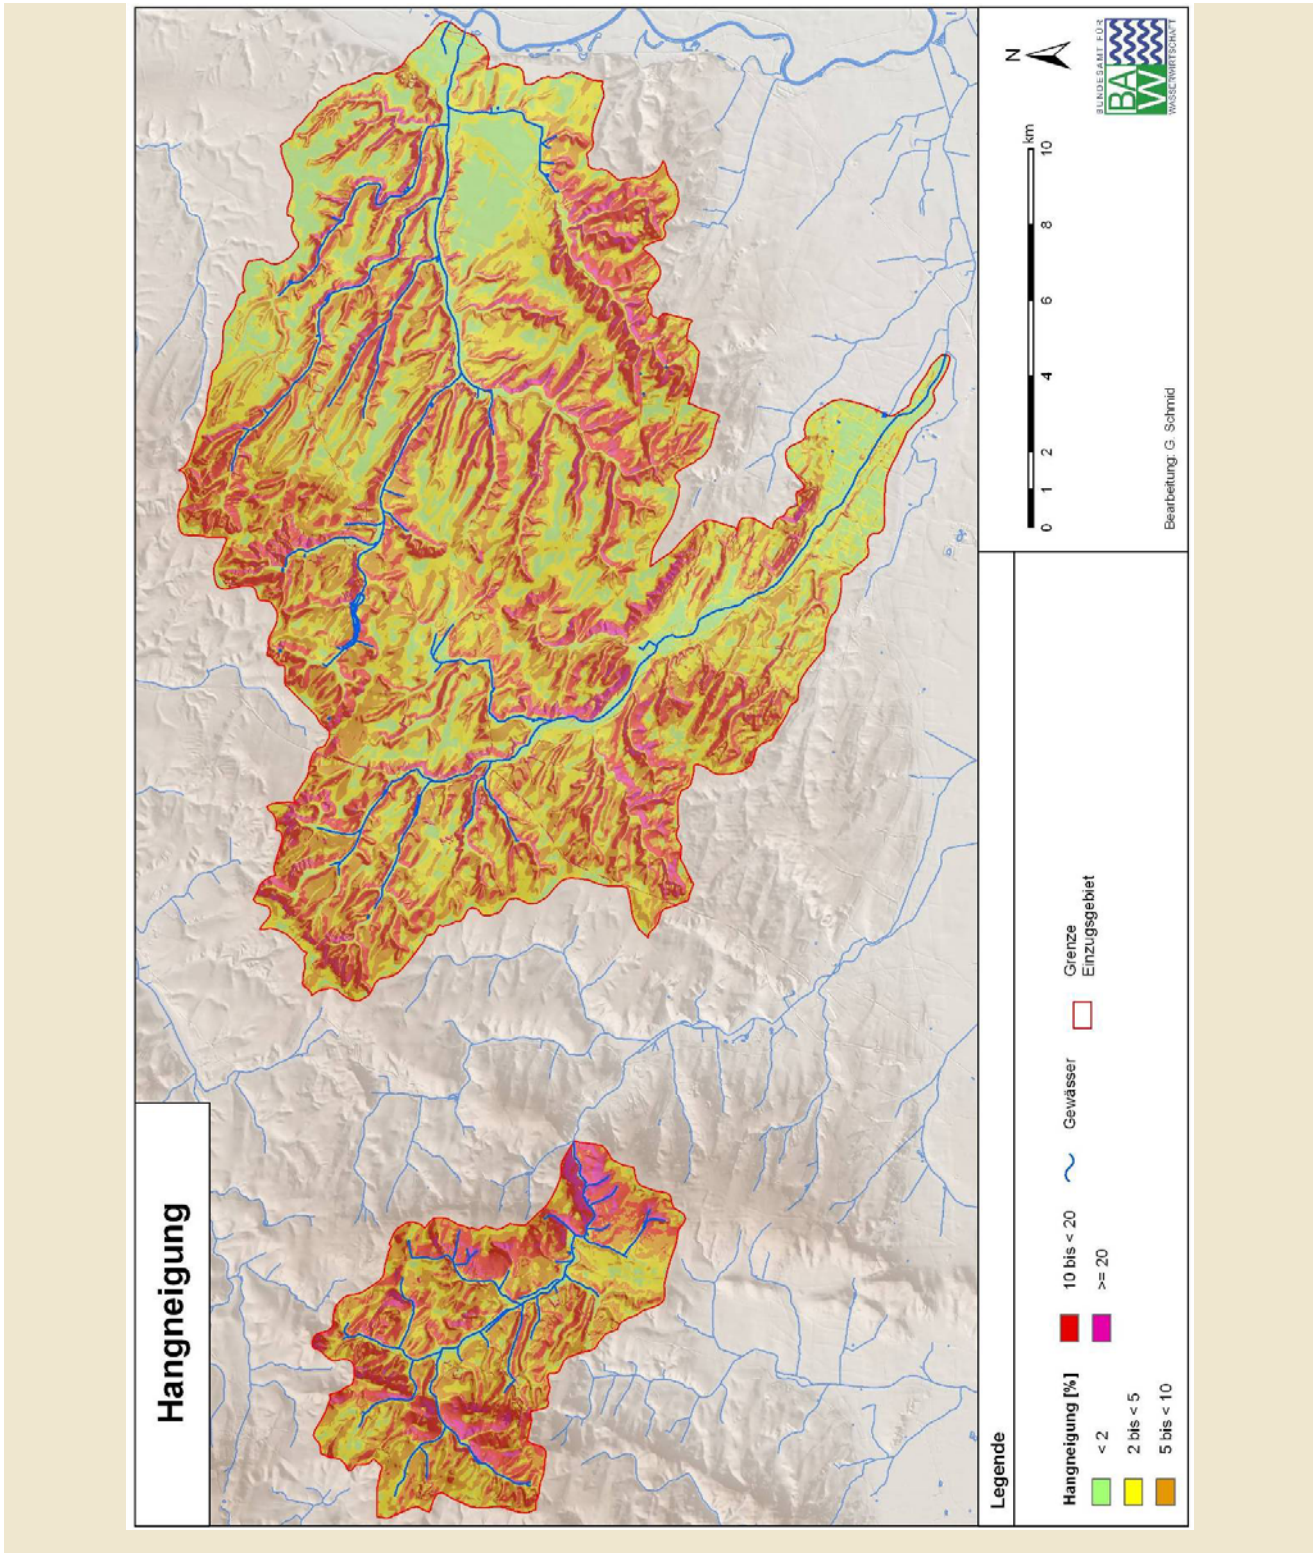 Hangneigung
Legende
Hangneigung [%]
< 2
2 bis < 5
5 bis < 10
10 bis < 20
>= 20
Gewässer
Grenze
Einzugsgebiet
0 1 2 4 6 8 10
km
Bearbeitung: G. Schmid
N
BUNDESAMT FÜR
BA
W
WASSERWIRTSCHAFT